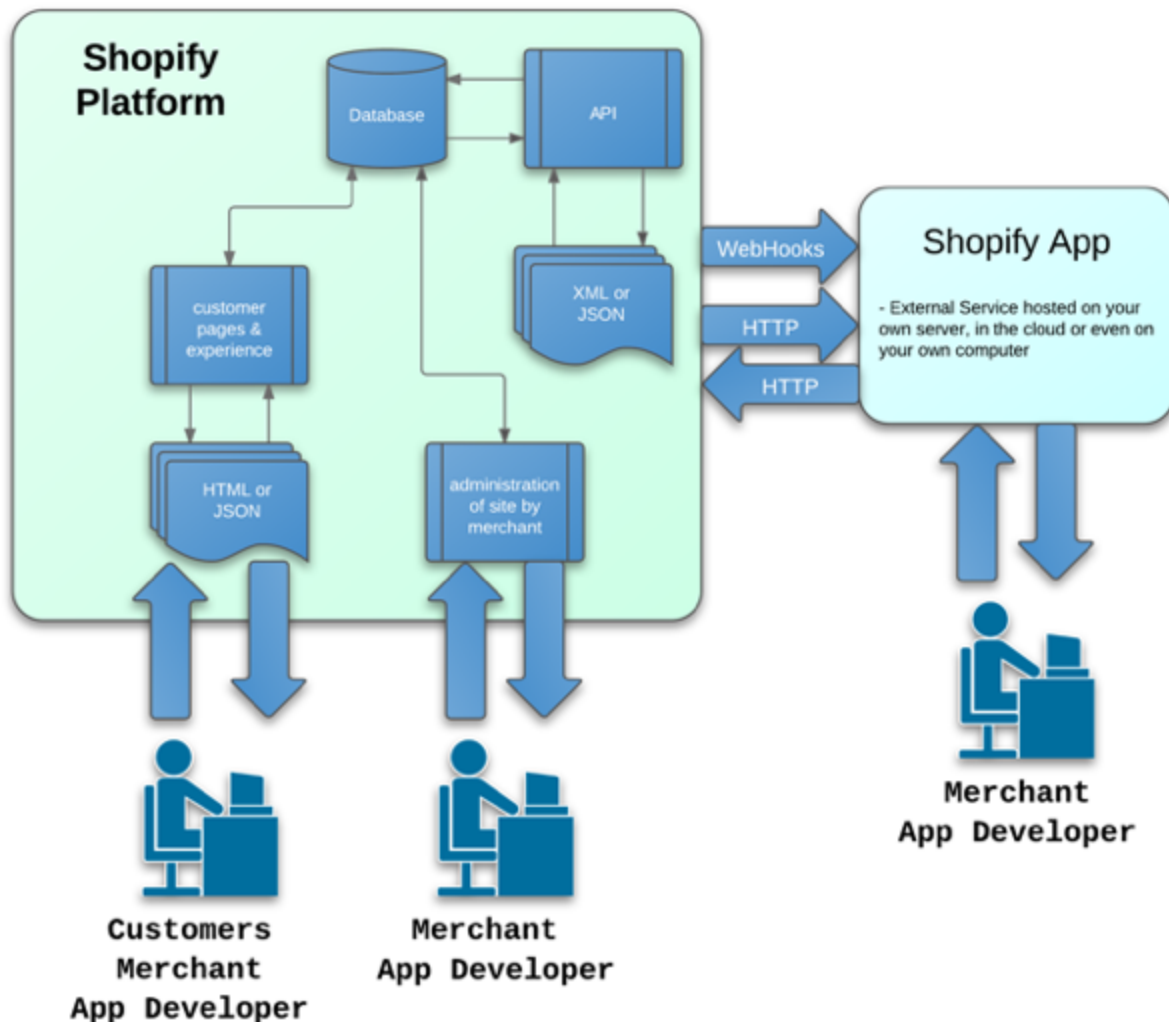 Shopify
Platform
Database
API
customer
pages &
experience
XML or
JSON
HTML or
JSON
administration
of site by
merchant
WebHooks
HTTP
HTTP
Shopify App
- External Service hosted on your
own server, in the cloud or even on
your own computer
Customers
Merchant
App Developer
Merchant
App Developer
Merchant
App Developer